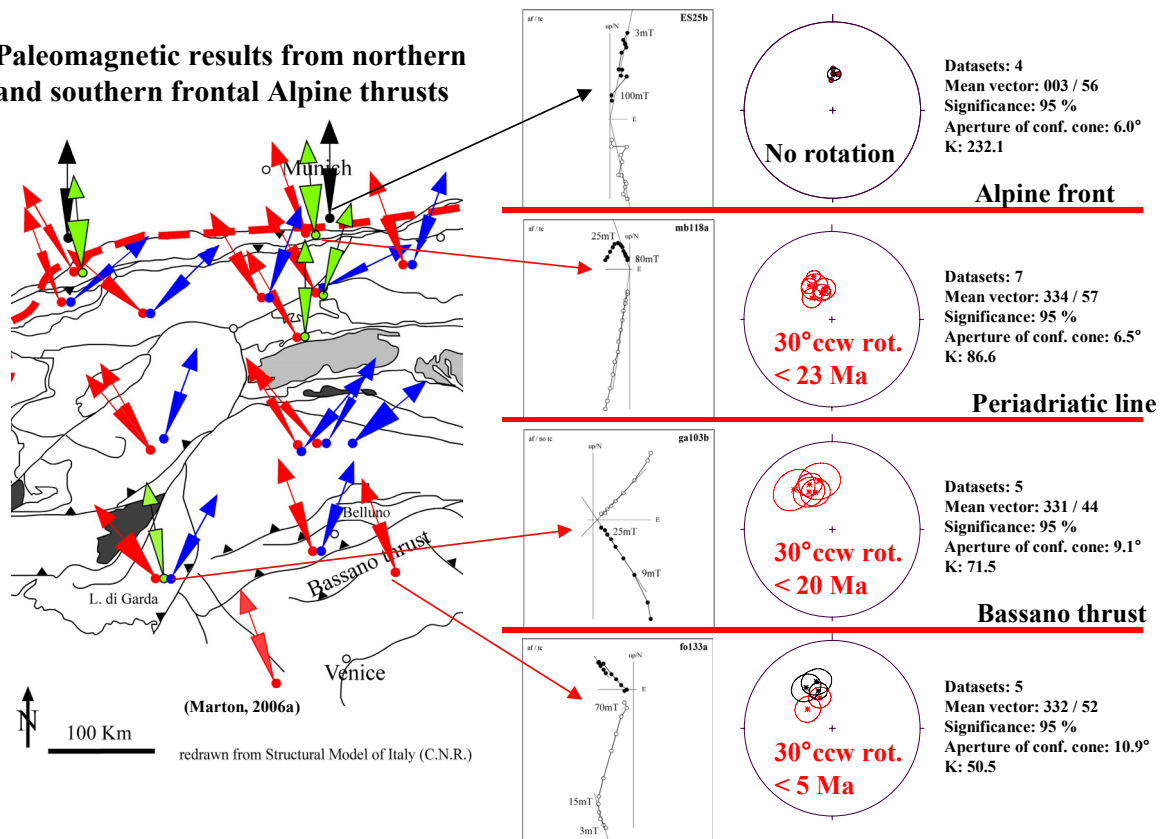 Paleomagnetic results from northern
and southern frontal Alpine thrusts
Munich
Belluno
Bassano thrust
L. di Garda
Venice
(Marton, 2006a)
N
100 Km
redrawn from Structural Model of Italy (C.N.R.)
af / tc
up/N
ES25b
3mT
100mT
E
No rotation
Datasets: 4
Mean vector: 003 / 56
Significance: 95 %
Aperture of conf. cone: 6.0°
K: 232.1
Alpine front
af / tc
up/N
mb118a
25mT
80mT
E
30°ccw rot.
< 23 Ma
Datasets: 7
Mean vector: 334 / 57
Significance: 95 %
Aperture of conf. cone: 6.5°
K: 86.6
Periadriatic line
af / no tc
up/N
ga103b
E
25mT
9mT
30°ccw rot.
< 20 Ma
Datasets: 5
Mean vector: 331 / 44
Significance: 95 %
Aperture of conf. cone: 9.1°
K: 71.5
Bassano thrust
af / tc
up/N
fo133a
E
70mT
15mT
3mT
30°ccw rot.
< 5 Ma
Datasets: 5
Mean vector: 332 / 52
Significance: 95 %
Aperture of conf. cone: 10.9°
K: 50.5